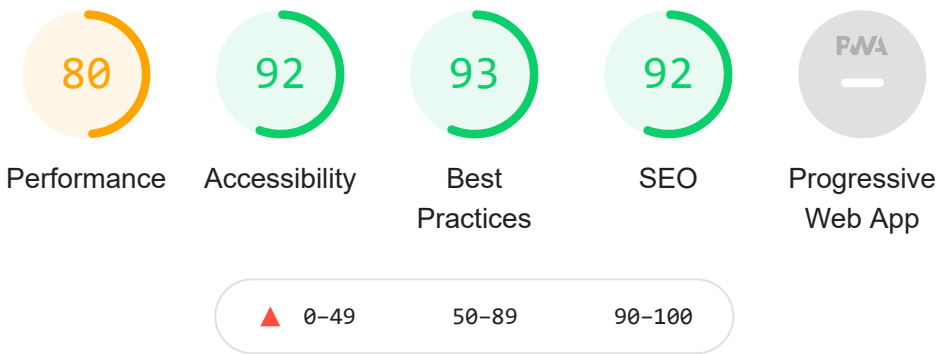 80
92
93
92
PWA
Performance
Accessibility
Best
Practices
SEO
Progressive
Web App
0–49
50–89
90–100